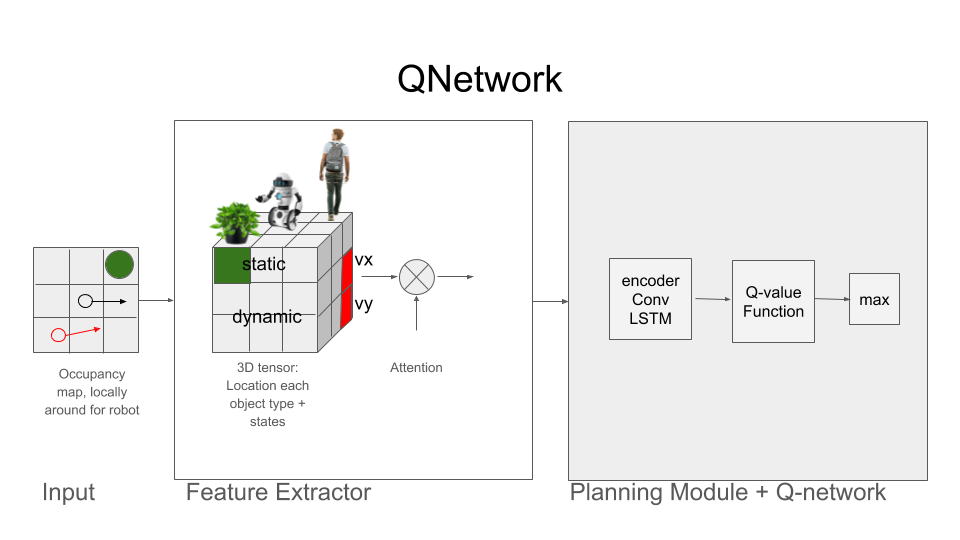 QNetwork
static
dynamic
vx
vy
Occupancy
map, locally
around for robot
3D tensor:
Location each
object type +
states
Attention
encoder
Conv
LSTM
Q-value
Function
max
Input
Feature Extractor
Planning Module + Q-network